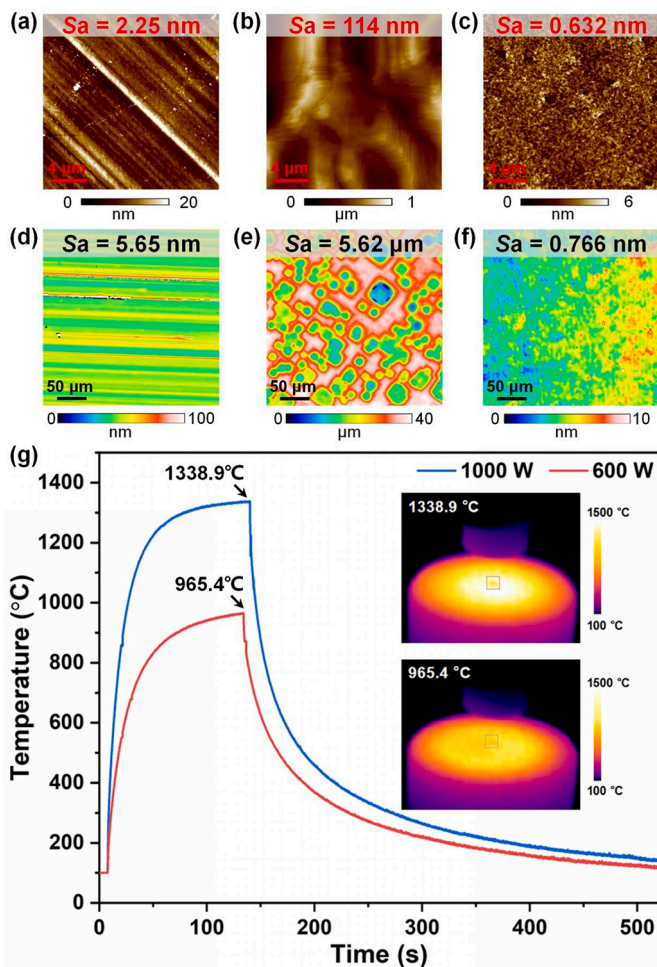 (a) Sa = 2.25 nm
(b) Sa = 114 nm
(c) Sa = 0.632 nm
4 μm
4 μm
4 μm
0 20
nm
0 1
μm
0 6
nm
(d) Sa = 5.65 nm
(e) Sa = 5.62 μm
(f) Sa = 0.766 nm
50 μm
50 μm
50 μm
0 100
nm
0 40
μm
0 10
nm
(g)
1000 W 600 W
1338.9°C
965.4°C
1338.9 °C
1500 °C
100 °C
965.4 °C
1500 °C
100 °C
Temperature (°C)
1400
1200
1000
800
600
400
200
0
0 100 200 300 400 500
Time (s)